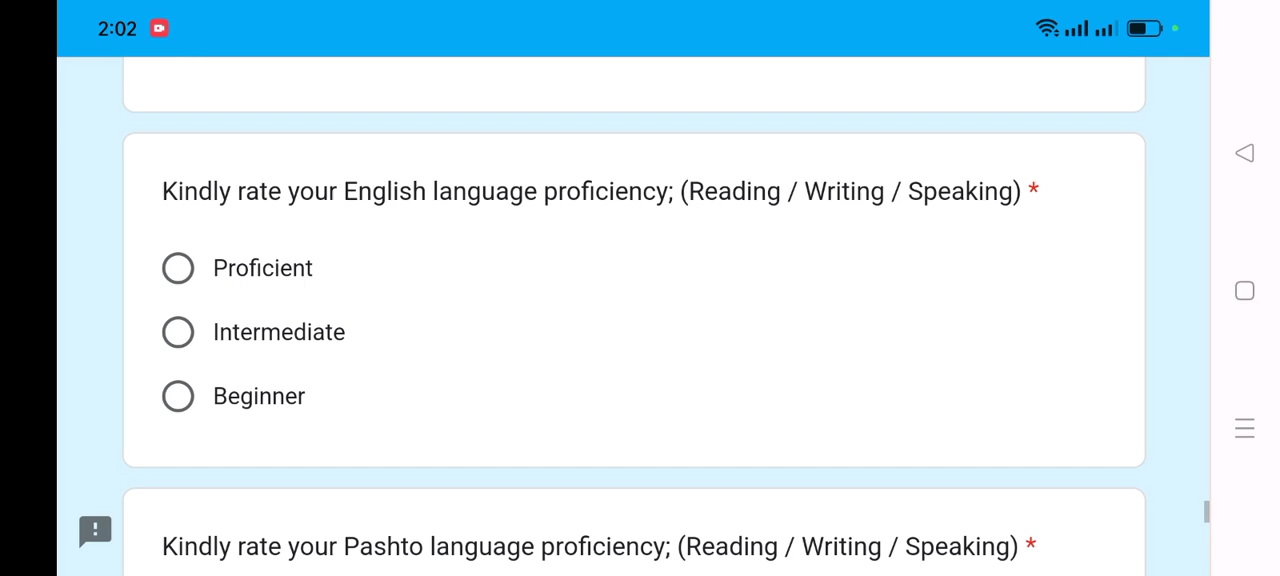 2:02
Kindly rate your English language proficiency; (Reading / Writing / Speaking) *
Proficient
Intermediate
Beginner
Kindly rate your Pashto language proficiency; (Reading / Writing / Speaking) *